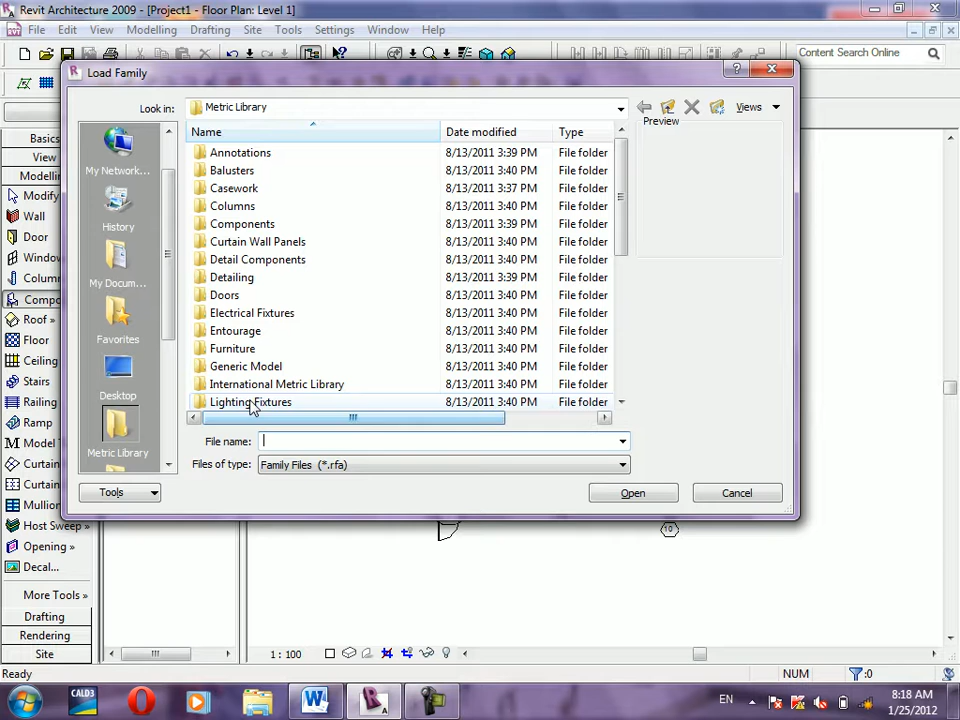 Revit Architecture 2009 - [Project1 - Floor Plan: Level 1]
File Edit View Modelling Drafting Site Tools Settings Window Help
Content Search Online
Load Family
Look in: Metric Library
Views
Preview
Name Date modified Type
Annotations 8/13/2011 3:39 PM File folder
Balusters 8/13/2011 3:40 PM File folder
Casework 8/13/2011 3:37 PM File folder
Columns 8/13/2011 3:40 PM File folder
Components 8/13/2011 3:39 PM File folder
Curtain Wall Panels 8/13/2011 3:40 PM File folder
Detail Components 8/13/2011 3:40 PM File folder
Detailing 8/13/2011 3:39 PM File folder
Doors 8/13/2011 3:40 PM File folder
Electrical Fixtures 8/13/2011 3:40 PM File folder
Entourage 8/13/2011 3:40 PM File folder
Furniture 8/13/2011 3:40 PM File folder
Generic Model 8/13/2011 3:40 PM File folder
International Metric Library 8/13/2011 3:40 PM File folder
Lighting Fixtures 8/13/2011 3:40 PM File folder
My Network...
History
My Docum...
Favorites
Desktop
Metric Library
File name:
Files of type: Family Files (*.rfa)
Tools
Open
Cancel
Basics
View
Modelling
Modify
Wall
Door
Window
Column
Compo
Roof »
Floor
Ceiling
Stairs
Railing
Ramp
Model
Curtain
Curtain
Mullion
Host Sweep »
Opening »
Decal...
More Tools »
Drafting
Rendering
Site
10
1 : 100
Ready
NUM
:0
CALD3
EN
8:18 AM
1/25/2012